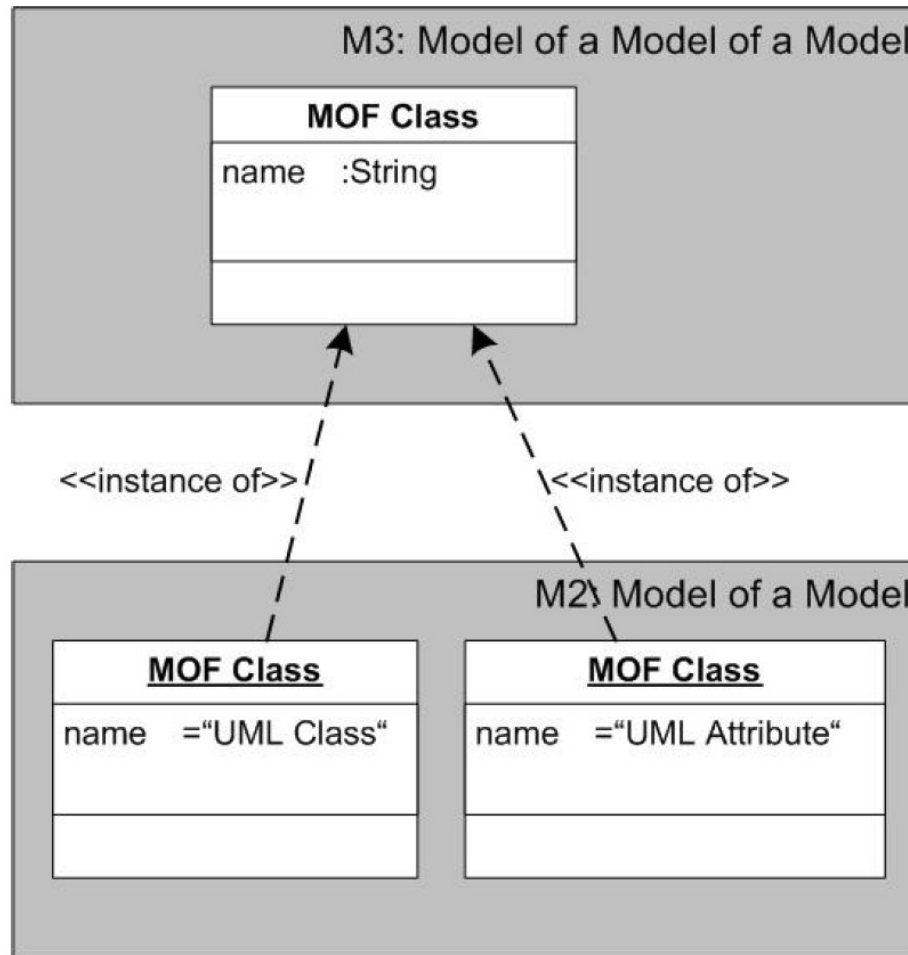 M3: Model of a Model of a Model
MOF Class
name :String
<<instance of>> <<instance of>>
M2: Model of a Model
MOF Class MOF Class
name =“UML Class“ name =“UML Attribute“